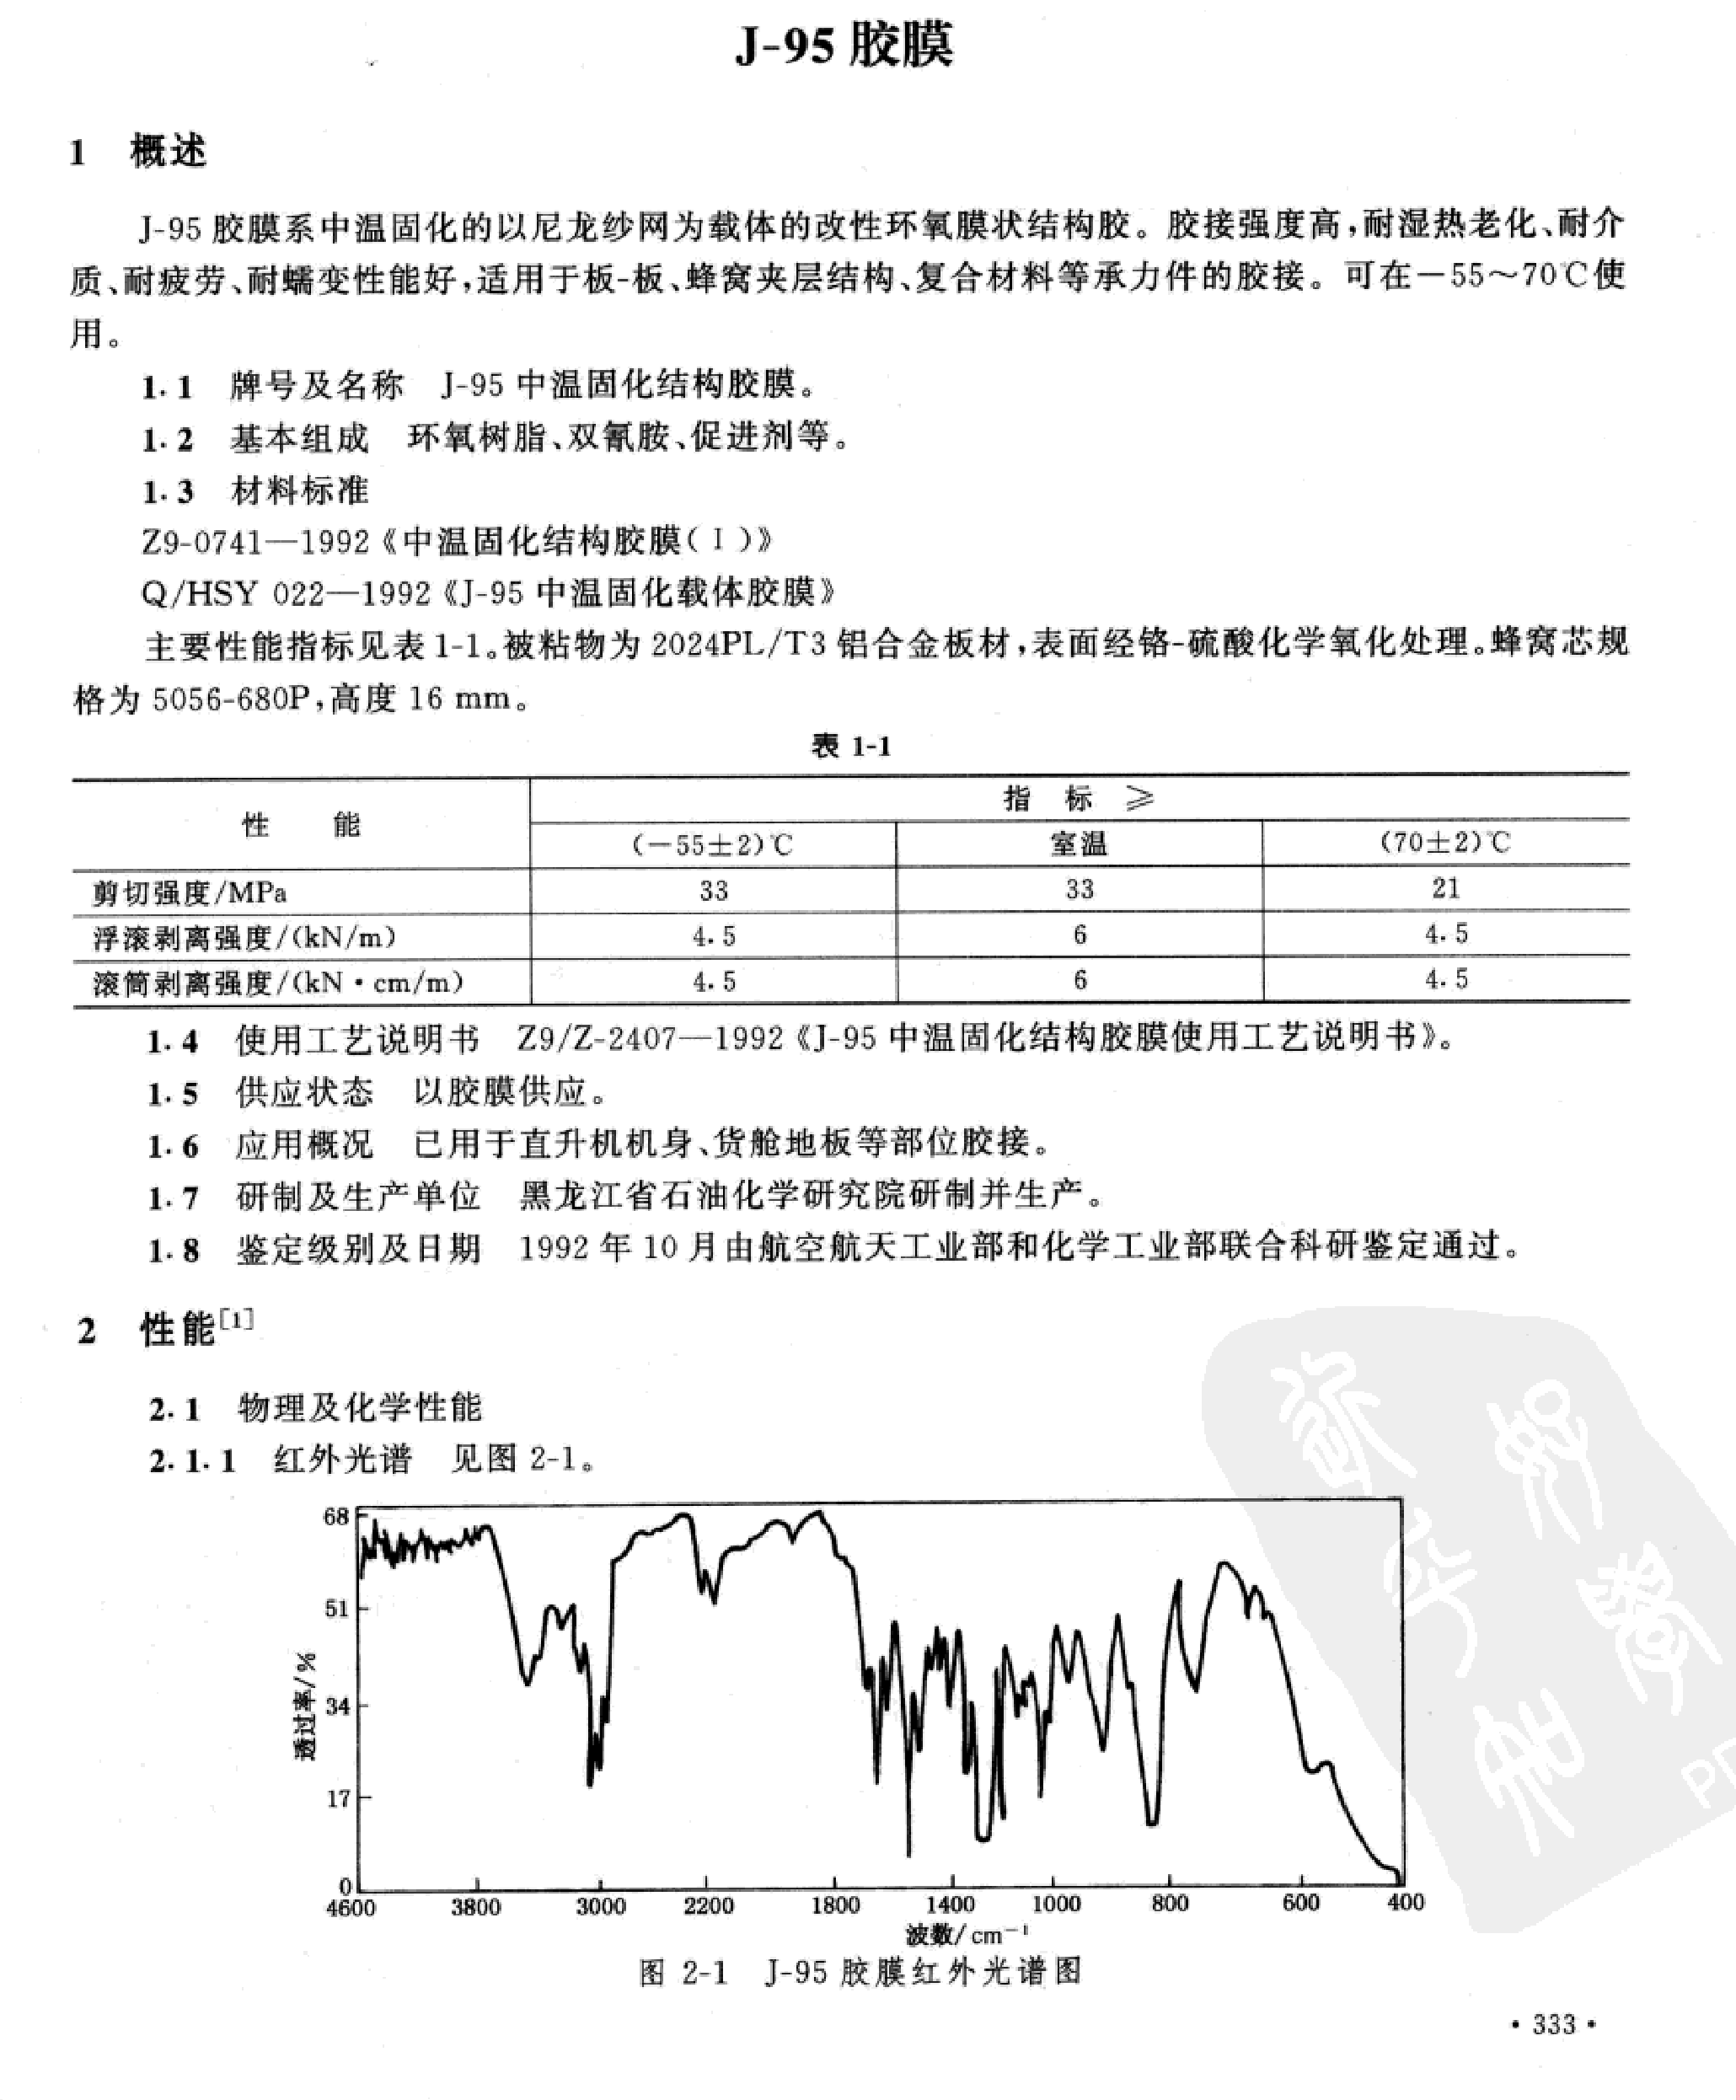 J-95 胶膜
1 概述
J-95 胶膜系中温固化的以尼龙纱网为载体的改性环氧膜状结构胶。胶接强度高,耐湿热老化、耐介
质、耐疲劳、耐蠕变性能好,适用于板-板、蜂窝夹层结构、复合材料等承力件的胶接。可在－55～70℃使
用。
1.1 牌号及名称 J-95 中温固化结构胶膜。
1.2 基本组成 环氧树脂、双氰胺、促进剂等。
1.3 材料标准
Z9-0741—1992《中温固化结构胶膜(Ⅰ)》
Q/HSY 022—1992《J-95 中温固化载体胶膜》
主要性能指标见表 1-1。被粘物为 2024PL/T3 铝合金板材,表面经铬-硫酸化学氧化处理。蜂窝芯规
格为 5056-680P,高度 16 mm。
表 1-1
性 能 指 标 ≥
(－55±2)℃ 室温 (70±2)℃
剪切强度/MPa 33 33 21
浮滚剥离强度/(kN/m) 4.5 6 4.5
滚筒剥离强度/(kN·cm/m) 4.5 6 4.5
1.4 使用工艺说明书 Z9/Z-2407—1992《J-95 中温固化结构胶膜使用工艺说明书》。
1.5 供应状态 以胶膜供应。
1.6 应用概况 已用于直升机机身、货舱地板等部位胶接。
1.7 研制及生产单位 黑龙江省石油化学研究院研制并生产。
1.8 鉴定级别及日期 1992 年 10 月由航空航天工业部和化学工业部联合科研鉴定通过。
2 性能[1]
2.1 物理及化学性能
2.1.1 红外光谱 见图 2-1。
68
51
34
17
0
透过率/%
4600 3800 3000 2200 1800 1400 1000 800 600 400
波数/cm⁻¹
图 2-1 J-95 胶膜红外光谱图
·333·